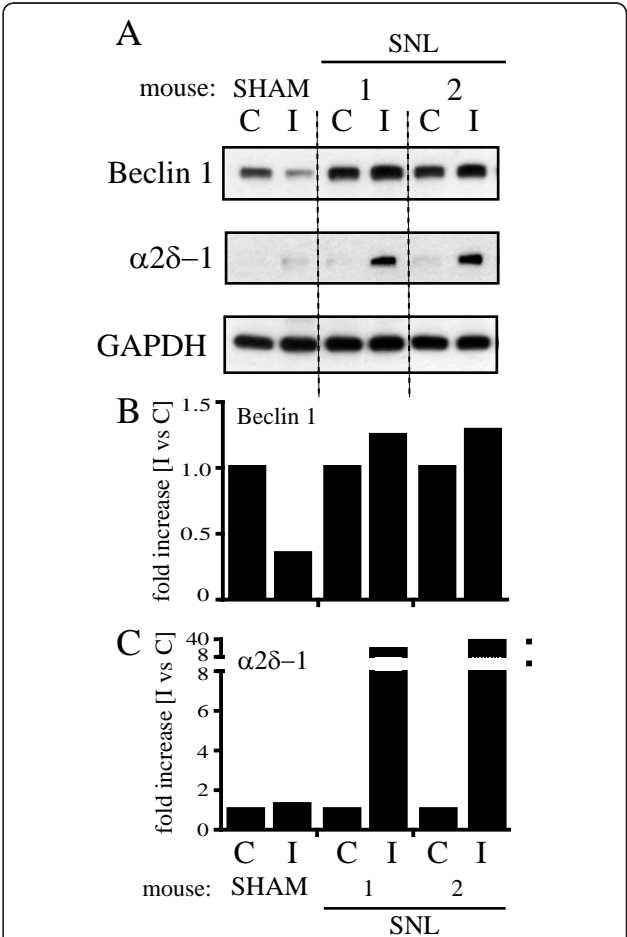 A
SNL
mouse: SHAM 1 2
C I C I C I
Beclin 1
α2δ–1
GAPDH
B
Beclin 1
fold increase [I vs C]
1.5
1.0
0.5
0
C
α2δ–1
fold increase [I vs C]
40
8
8
6
4
2
0
C I C I C I
mouse: SHAM 1 2
SNL